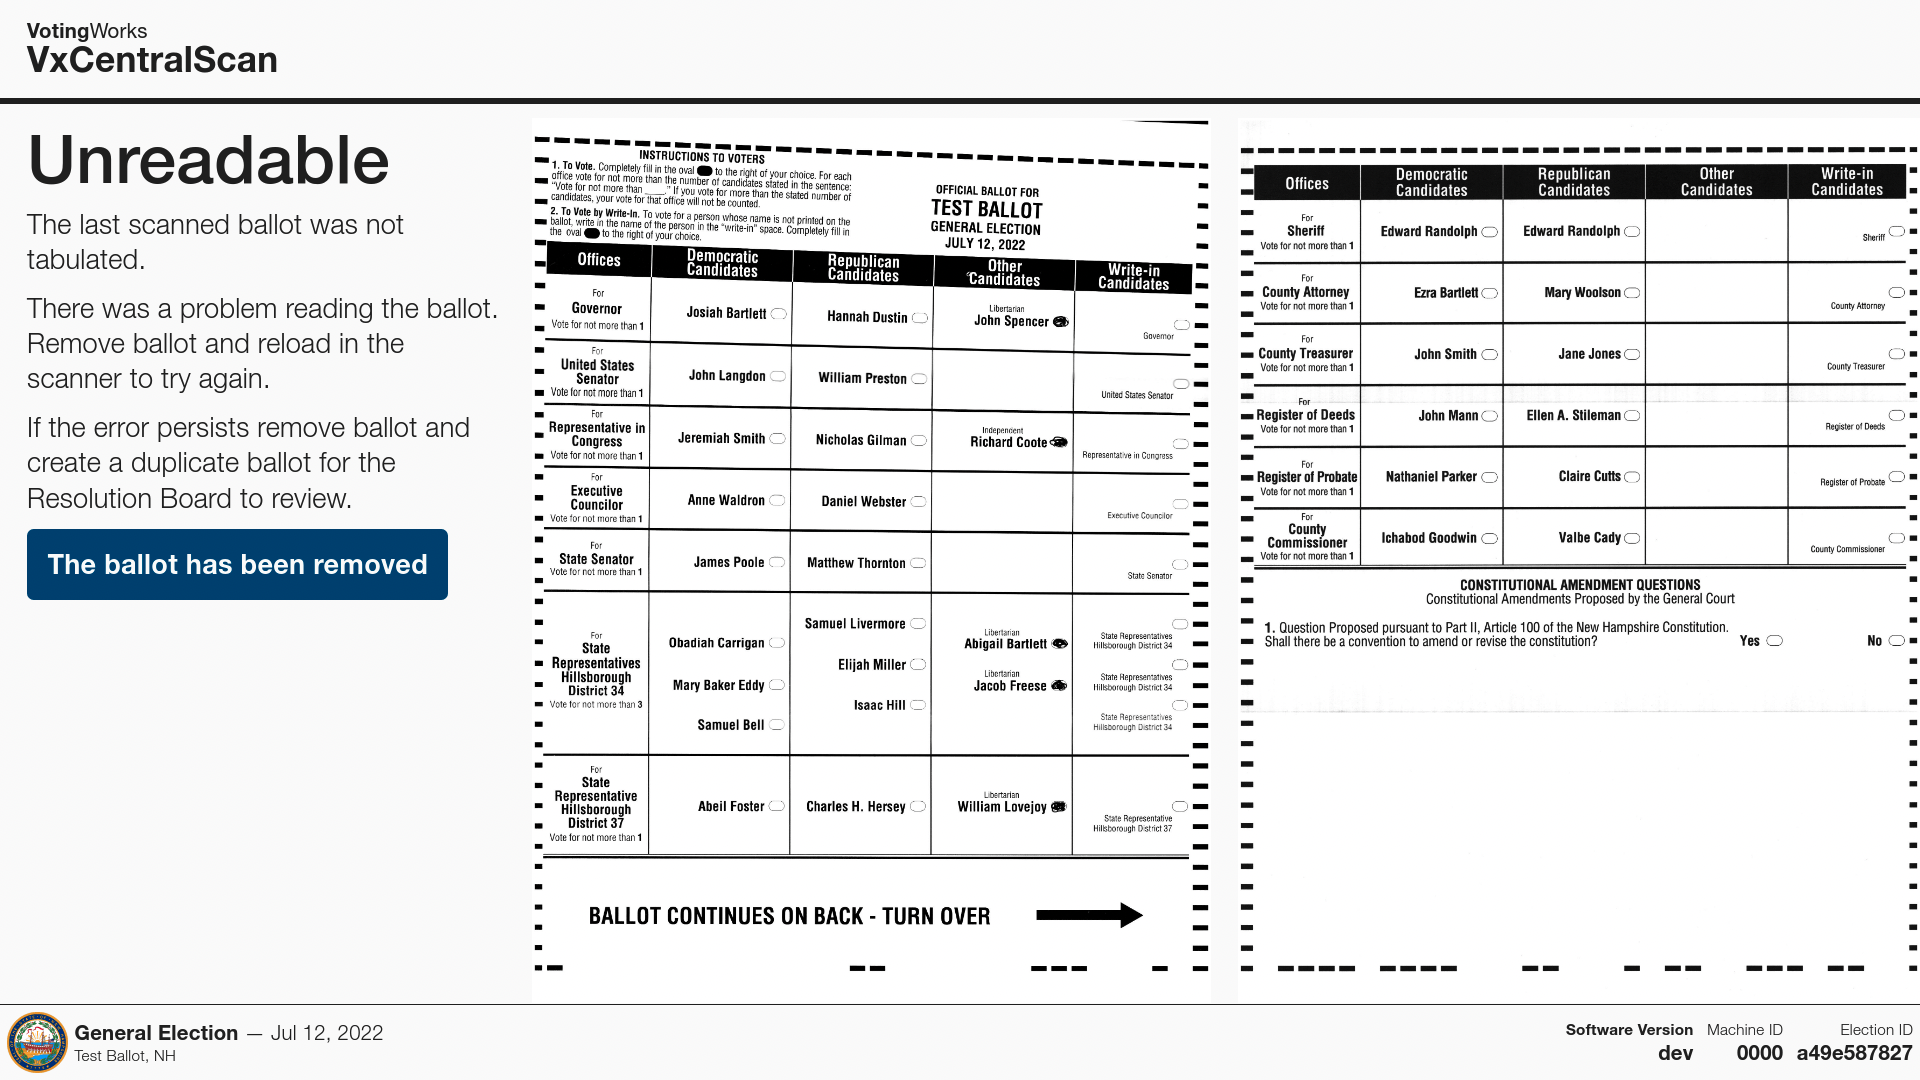 VotingWorks
VxCentralScan
Unreadable
The last scanned ballot was not
tabulated.
There was a problem reading the ballot.
Remove ballot and reload in the
scanner to try again.
If the error persists remove ballot and
create a duplicate ballot for the
Resolution Board to review.
The ballot has been removed
INSTRUCTIONS TO VOTERS
1. To Vote. Completely fill in the oval to the right of your choice. For each
office vote for not more than the number of candidates stated in the sentence:
"Vote for not more than ____." If you vote for more than the stated number of
candidates, your vote for that office will not be counted.
2. To Vote by Write-In. To vote for a person whose name is not printed on the
ballot, write in the name of the person in the "write-in" space. Completely fill in
the oval to the right of your choice.
OFFICIAL BALLOT FOR
TEST BALLOT
GENERAL ELECTION
JULY 12, 2022
Offices
Democratic
Candidates
Republican
Candidates
Other
Candidates
Write-in
Candidates
For
Governor
Vote for not more than 1
Josiah Bartlett
Hannah Dustin
Libertarian
John Spencer
Governor
For
United States
Senator
Vote for not more than 1
John Langdon
William Preston
United States Senator
For
Representative in
Congress
Vote for not more than 1
Jeremiah Smith
Nicholas Gilman
Independent
Richard Coote
Representative in Congress
For
Executive
Councilor
Vote for not more than 1
Anne Waldron
Daniel Webster
Executive Councilor
For
State Senator
Vote for not more than 1
James Poole
Matthew Thornton
State Senator
For
State
Representatives
Hillsborough
District 34
Vote for not more than 3
Obadiah Carrigan
Mary Baker Eddy
Samuel Bell
Samuel Livermore
Elijah Miller
Isaac Hill
Libertarian
Abigail Bartlett
Libertarian
Jacob Freese
State Representatives
Hillsborough District 34
State Representatives
Hillsborough District 34
State Representatives
Hillsborough District 34
For
State
Representative
Hillsborough
District 37
Vote for not more than 1
Abeil Foster
Charles H. Hersey
Libertarian
William Lovejoy
State Representative
Hillsborough District 37
BALLOT CONTINUES ON BACK - TURN OVER
Offices
Democratic
Candidates
Republican
Candidates
Other
Candidates
Write-in
Candidates
For
Sheriff
Vote for not more than 1
Edward Randolph
Edward Randolph
Sheriff
For
County Attorney
Vote for not more than 1
Ezra Bartlett
Mary Woolson
County Attorney
For
County Treasurer
Vote for not more than 1
John Smith
Jane Jones
County Treasurer
For
Register of Deeds
Vote for not more than 1
John Mann
Ellen A. Stileman
Register of Deeds
For
Register of Probate
Vote for not more than 1
Nathaniel Parker
Claire Cutts
Register of Probate
For
County
Commissioner
Vote for not more than 1
Ichabod Goodwin
Valbe Cady
County Commissioner
CONSTITUTIONAL AMENDMENT QUESTIONS
Constitutional Amendments Proposed by the General Court
1. Question Proposed pursuant to Part II, Article 100 of the New Hampshire Constitution.
Shall there be a convention to amend or revise the constitution?
Yes
No
General Election — Jul 12, 2022
Test Ballot, NH
Software Version
dev
Machine ID
0000
Election ID
a49e587827